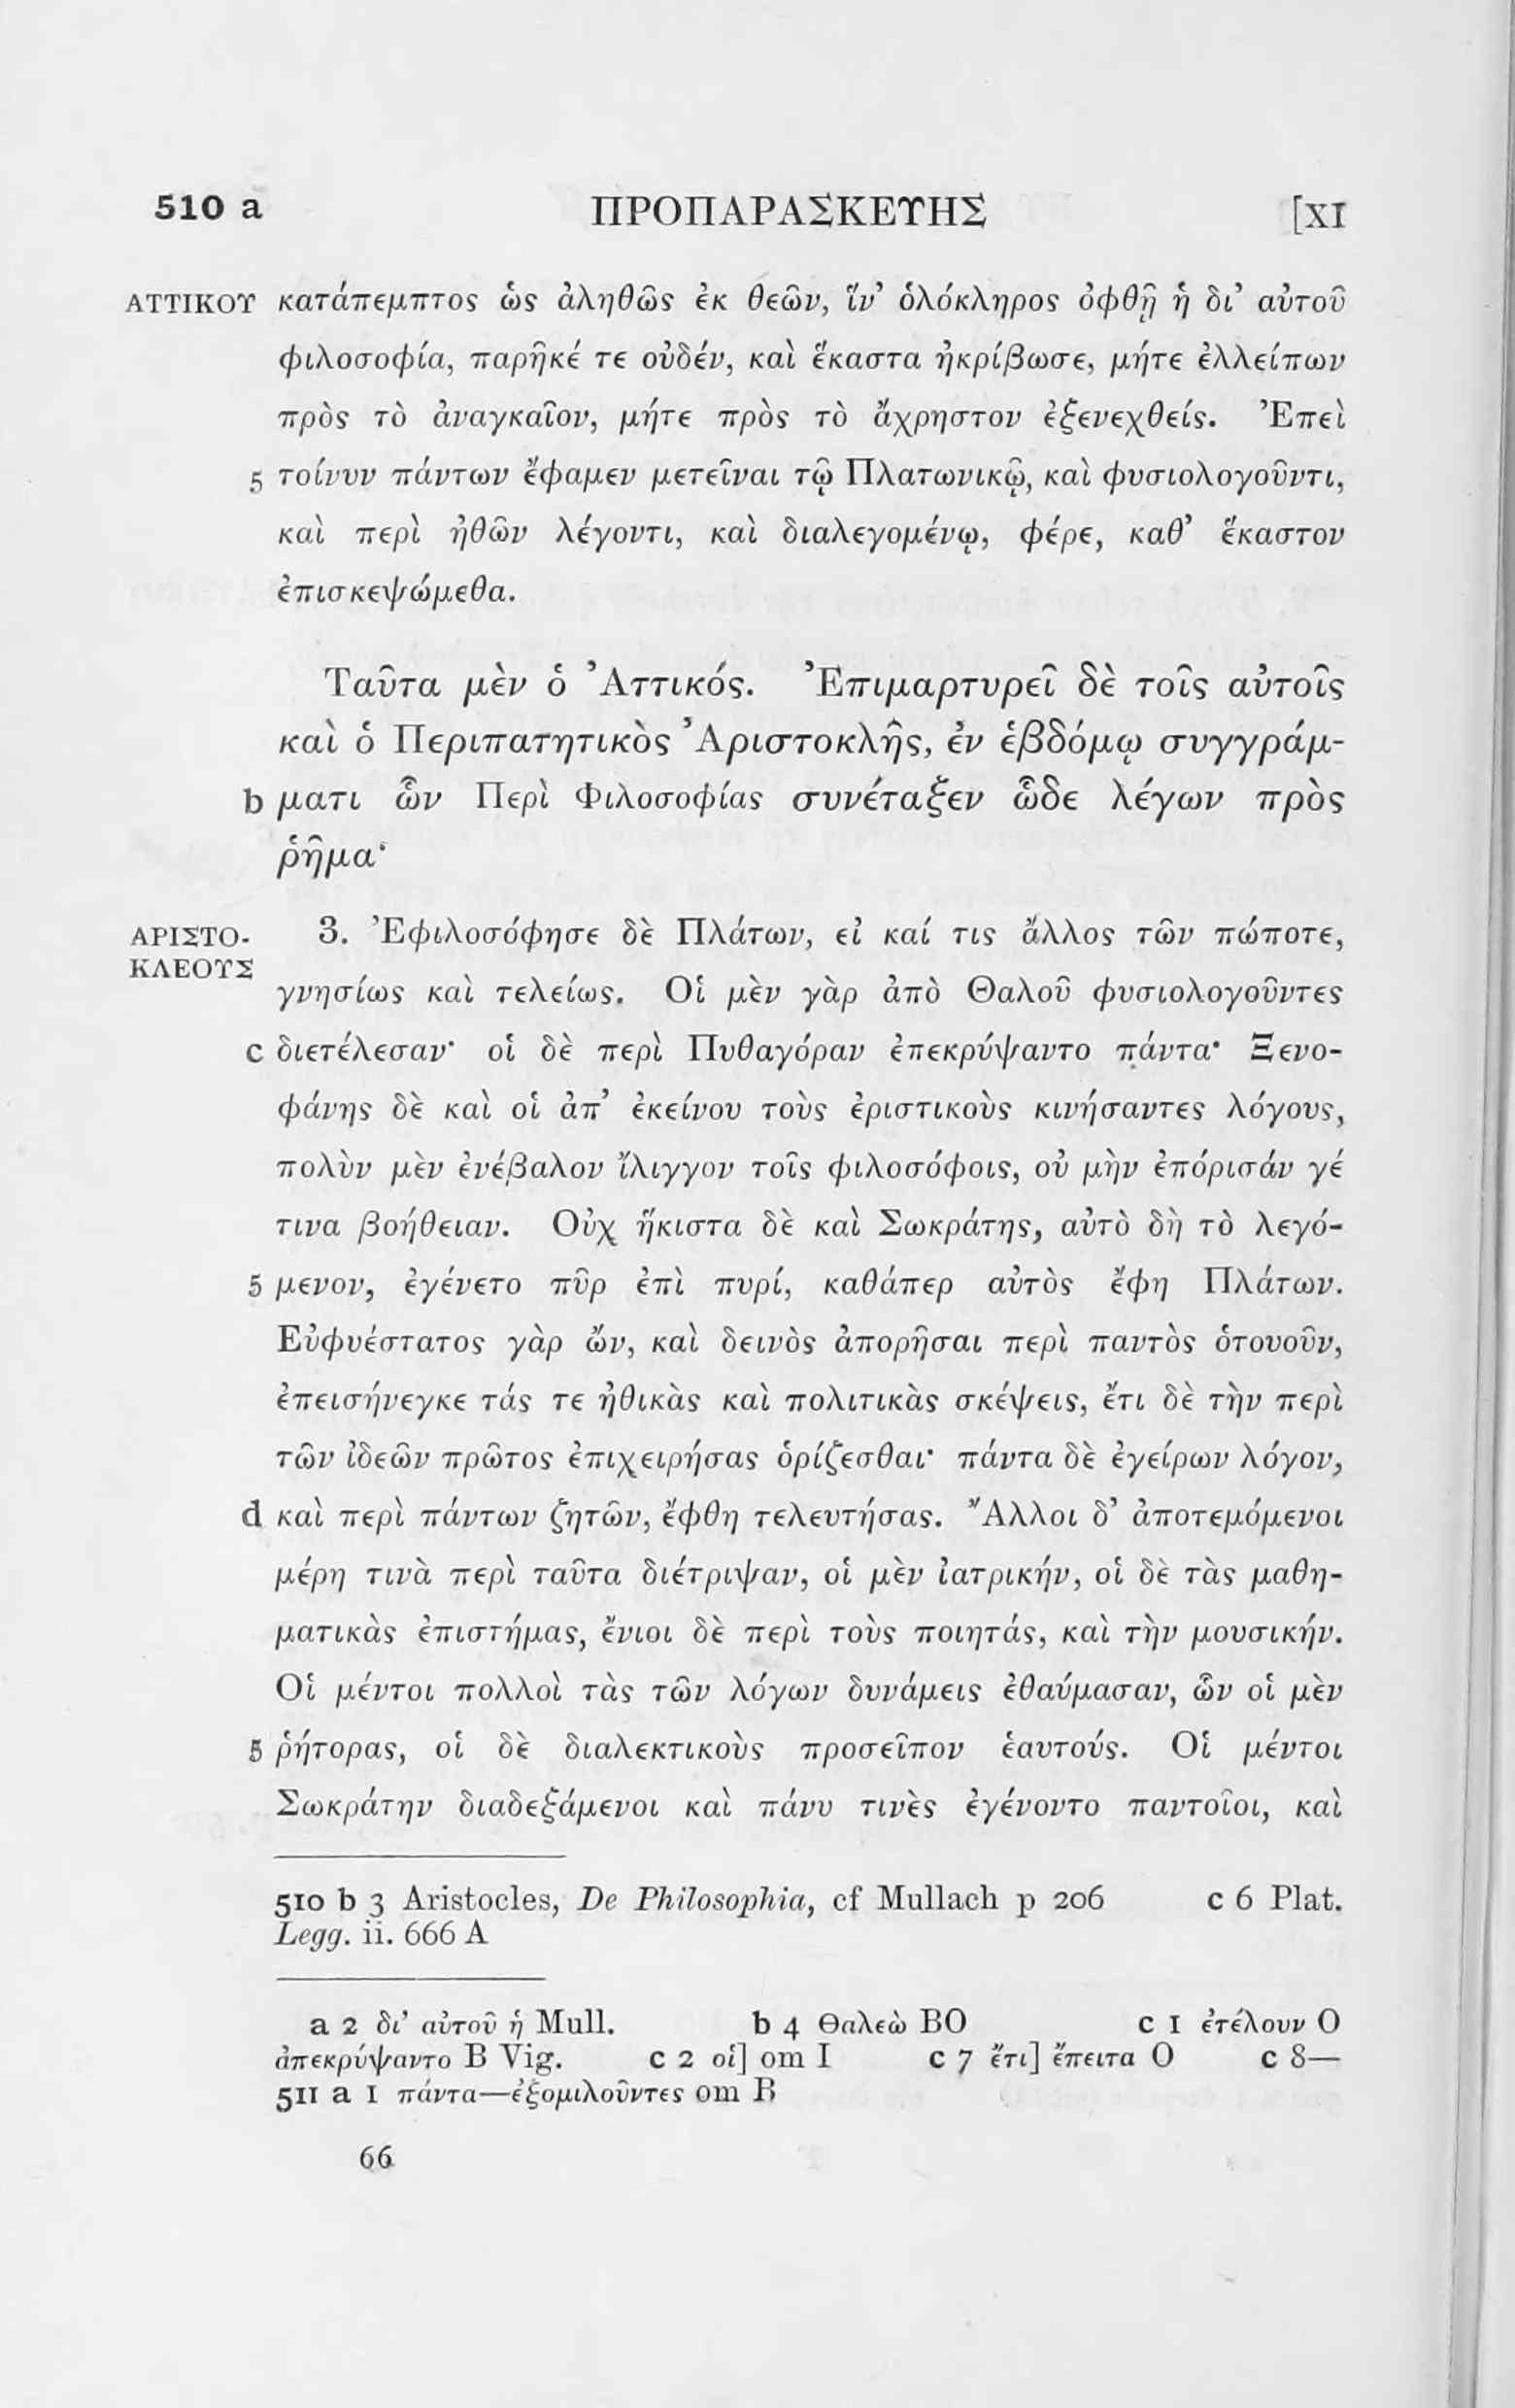 510 a ΠΡΟΠΑΡΑΣΚΕΥΗΣ [XI
ΑΤΤΙΚΟΥ κατάπεμπτος ὡς ἀληθῶς ἐκ θεῶν, ἵν’ ὁλόκληρος ὀφθῇ ἡ δι’ αὐτοῦ
φιλοσοφία, παρῆκέ τε οὐδέν, καὶ ἕκαστα ἠκρίβωσε, μήτε ἐλλείπων
πρὸς τὸ ἀναγκαῖον, μήτε πρὸς τὸ ἄχρηστον ἐξενεχθείς. Ἐπεὶ
5 τοίνυν πάντων ἔφαμεν μετεῖναι τῷ Πλατωνικῷ, καὶ φυσιολογοῦντι,
καὶ περὶ ἠθῶν λέγοντι, καὶ διαλεγομένῳ, φέρε, καθ’ ἕκαστον
ἐπισκεψώμεθα.
Ταῦτα μὲν ὁ Ἀττικός. Ἐπιμαρτυρεῖ δὲ τοῖς αὐτοῖς
καὶ ὁ Περιπατητικὸς Ἀριστοκλῆς, ἐν ἑβδόμῳ συγγράμ-
b ματι ὧν Περὶ Φιλοσοφίας συνέταξεν ὧδε λέγων πρὸς
ῥῆμα·
ΑΡΙΣΤΟ- 3. Ἐφιλοσόφησε δὲ Πλάτων, εἰ καί τις ἄλλος τῶν πώποτε,
ΚΛΕΟΥΣ γνησίως καὶ τελείως. Οἱ μὲν γὰρ ἀπὸ Θαλοῦ φυσιολογοῦντες
c διετέλεσαν· οἱ δὲ περὶ Πυθαγόραν ἐπεκρύψαντο πάντα· Ξενο-
φάνης δὲ καὶ οἱ ἀπ’ ἐκείνου τοὺς ἐριστικοὺς κινήσαντες λόγους,
πολὺν μὲν ἐνέβαλον ἴλιγγον τοῖς φιλοσόφοις, οὐ μὴν ἐπόρισάν γέ
τινα βοήθειαν. Οὐχ ἥκιστα δὲ καὶ Σωκράτης, αὐτὸ δὴ τὸ λεγό-
5 μενον, ἐγένετο πῦρ ἐπὶ πυρί, καθάπερ αὐτὸς ἔφη Πλάτων.
Εὐφυέστατος γὰρ ὤν, καὶ δεινὸς ἀπορῆσαι περὶ παντὸς ὁτουοῦν,
ἐπεισήνεγκε τάς τε ἠθικὰς καὶ πολιτικὰς σκέψεις, ἔτι δὲ τὴν περὶ
τῶν ἰδεῶν πρῶτος ἐπιχειρήσας ὁρίζεσθαι· πάντα δὲ ἐγείρων λόγον,
d καὶ περὶ πάντων ζητῶν, ἔφθη τελευτήσας. Ἄλλοι δ’ ἀποτεμόμενοι
μέρη τινὰ περὶ ταῦτα διέτριψαν, οἱ μὲν ἰατρικήν, οἱ δὲ τὰς μαθη-
ματικὰς ἐπιστήμας, ἔνιοι δὲ περὶ τοὺς ποιητάς, καὶ τὴν μουσικήν.
Οἱ μέντοι πολλοὶ τὰς τῶν λόγων δυνάμεις ἐθαύμασαν, ὧν οἱ μὲν
5 ῥήτορας, οἱ δὲ διαλεκτικοὺς προσεῖπον ἑαυτούς. Οἱ μέντοι
Σωκράτην διαδεξάμενοι καὶ πάνυ τινὲς ἐγένοντο παντοῖοι, καὶ
510 b 3 Aristocles, De Philosophia, cf Mullach p 206 c 6 Plat.
Legg. ii. 666 A
a 2 δι’ αὐτοῦ ἡ Mull. b 4 Θαλεὼ BO c 1 ἐτέλουν O
ἀπεκρύψαντο B Vig. c 2 οἱ] om I c 7 ἔτι] ἔπειτα O c 8—
511 a 1 πάντα—ἐξομιλοῦντες om B
66